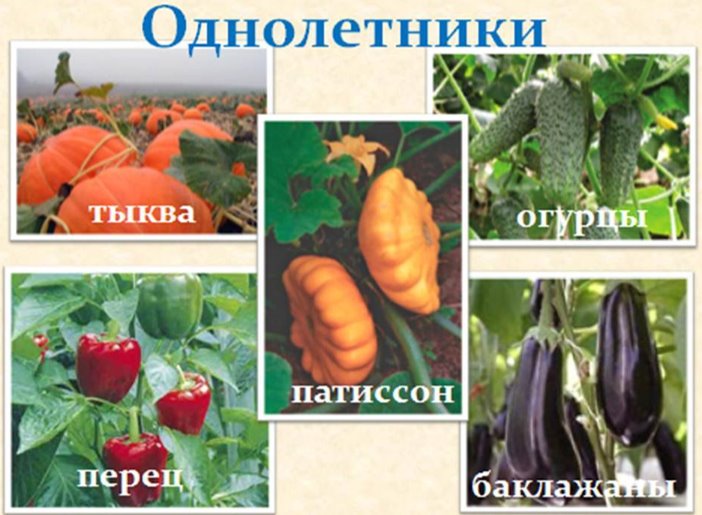 Однолетники
тыква
огурцы
патиссон
перец
баклажаны